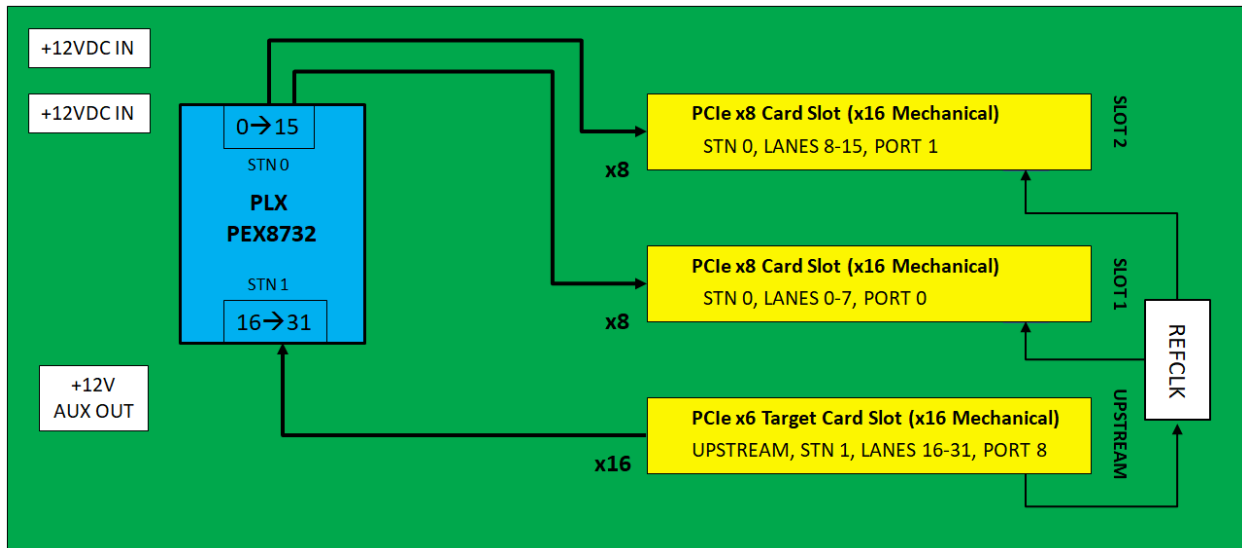 +12VDC IN
+12VDC IN
0→15
STN 0
PLX
PEX8732
STN 1
16→31
+12V
AUX OUT
PCIe x8 Card Slot (x16 Mechanical)
STN 0, LANES 8-15, PORT 1
SLOT 2
x8
PCIe x8 Card Slot (x16 Mechanical)
STN 0, LANES 0-7, PORT 0
SLOT 1
x8
REFCLK
PCIe x6 Target Card Slot (x16 Mechanical)
UPSTREAM, STN 1, LANES 16-31, PORT 8
UPSTREAM
x16